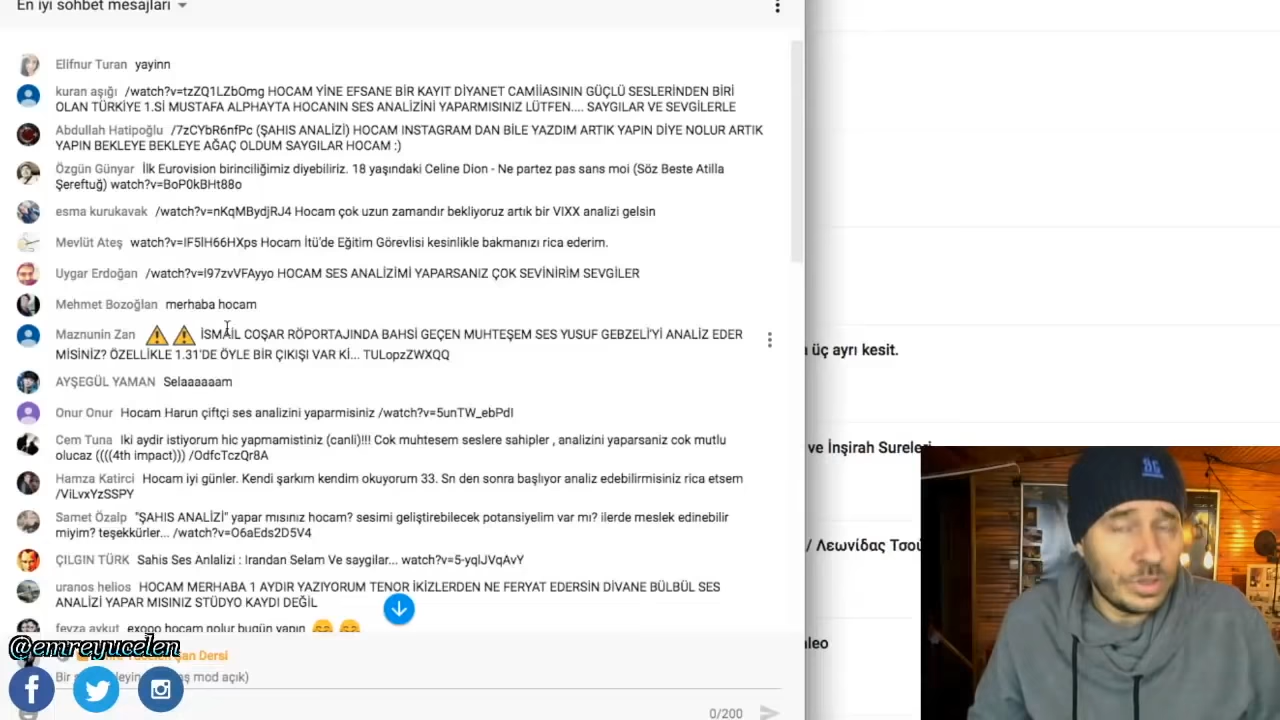 En iyi sohbet mesajları
Elifnur Turan yayinn
kuran aşığı /watch?v=tzZQ1LZbOmg HOCAM YİNE EFSANE BİR KAYIT DİYANET CAMİİASININ GÜÇLÜ SESLERİNDEN BİRİ
OLAN TÜRKİYE 1.Sİ MUSTAFA ALPHAYTA HOCANIN SES ANALİZİNİ YAPARMISINIZ LÜTFEN.... SAYGILAR VE SEVGİLERLE
Abdullah Hatipoğlu /7zCYbR6nfPc (ŞAHIS ANALİZİ) HOCAM INSTAGRAM DAN BİLE YAZDIM ARTIK YAPIN DİYE NOLUR ARTIK
YAPIN BEKLEYE BEKLEYE AĞAÇ OLDUM SAYGILAR HOCAM :)
Özgün Günyar İlk Eurovision birinciliğimiz diyebiliriz. 18 yaşındaki Celine Dion - Ne partez pas sans moi (Söz Beste Atilla
Şereftuğ) watch?v=BoP0kBHt88o
esma kurukavak /watch?v=nKqMBydjRJ4 Hocam çok uzun zamandır bekliyoruz artık bir VIXX analizi gelsin
Mevlüt Ateş watch?v=IF5lH66HXps Hocam İtü'de Eğitim Görevlisi kesinlikle bakmanızı rica ederim.
Uygar Erdoğan /watch?v=I97zvVFAyyo HOCAM SES ANALİZİMİ YAPARSANIZ ÇOK SEVİNİRİM SEVGİLER
Mehmet Bozoğlan merhaba hocam
Maznunin Zan ⚠️ ⚠️ İSMAİL COŞAR RÖPORTAJINDA BAHSİ GEÇEN MUHTEŞEM SES YUSUF GEBZELİ'Yİ ANALİZ EDER
MİSİNİZ? ÖZELLİKLE 1.31'DE ÖYLE BİR ÇIKIŞI VAR Kİ... TULopzZWXQQ
AYŞEGÜL YAMAN Selaaaaaam
Onur Onur Hocam Harun çiftçi ses analizini yaparmisiniz /watch?v=5unTW_ebPdI
Cem Tuna Iki aydir istiyorum hic yapmamistiniz (canli)!!! Cok muhtesem seslere sahipler , analizini yaparsaniz cok mutlu
olucaz ((((4th impact))) /OdfcTczQr8A
Hamza Katirci Hocam iyi günler. Kendi şarkım kendim okuyorum 33. Sn den sonra başlıyor analiz edebilirmisiniz rica etsem
/ViLvxYzSSPY
Samet Özalp "ŞAHIS ANALİZİ" yapar mısınız hocam? sesimi geliştirebilecek potansiyelim var mı? ilerde meslek edinebilir
miyim? teşekkürler... /watch?v=O6aEds2D5V4
ÇILGIN TÜRK Sahis Ses Anlalizi : Irandan Selam Ve saygilar... watch?v=5-yqlJVqAvY
uranos helios HOCAM MERHABA 1 AYDIR YAZIYORUM TENOR İKİZLERDEN NE FERYAT EDERSİN DİVANE BÜLBÜL SES
ANALİZİ YAPAR MISINIZ STÜDYO KAYDI DEĞİL
feyza aykut exooo hocam nolur bugün yapın
@emreyucelen
Şan Dersi
mod açık)
0/200
üç ayrı kesit.
ve İnşirah Sureleri
/ Λεωνίδας